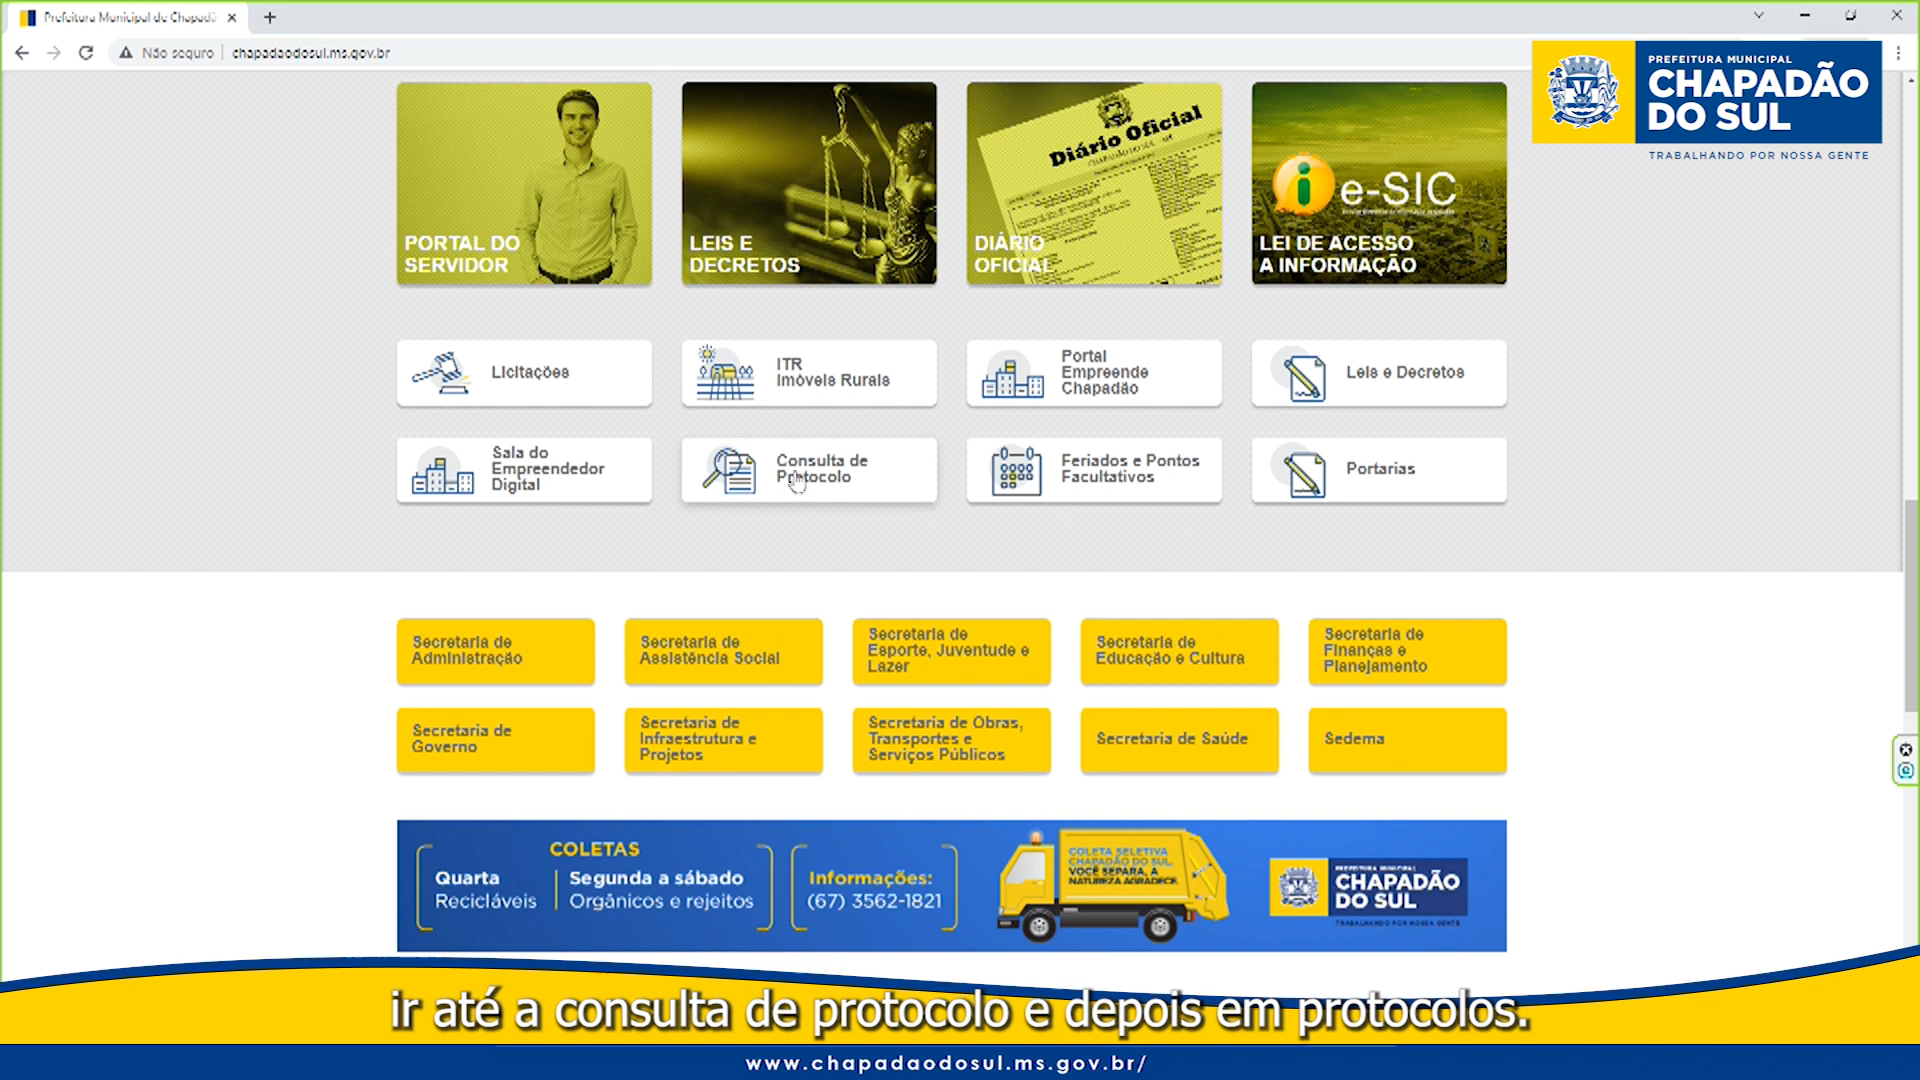 Prefeitura Municipal de Chapadã
Não seguro
chapadaodosul.ms.gov.br
PREFEITURA MUNICIPAL
CHAPADÃO
DO SUL
TRABALHANDO POR NOSSA GENTE
PORTAL DO
SERVIDOR
LEIS E
DECRETOS
Diário Oficial
DIÁRIO
OFICIAL
e-SIC
LEI DE ACESSO
A INFORMAÇÃO
Licitações
ITR
Imóveis Rurais
Portal
Empreende
Chapadão
Leis e Decretos
Sala do
Empreendedor
Digital
Consulta de
Protocolo
Feriados e Pontos
Facultativos
Portarias
Secretaria de
Administração
Secretaria de
Assistência Social
Secretaria de
Esporte, Juventude e
Lazer
Secretaria de
Educação e Cultura
Secretaria de
Finanças e
Planejamento
Secretaria de
Governo
Secretaria de
Infraestrutura e
Projetos
Secretaria de Obras,
Transportes e
Serviços Públicos
Secretaria de Saúde
Sedema
COLETAS
Quarta
Recicláveis
Segunda a sábado
Orgânicos e rejeitos
Informações:
(67) 3562-1821
COLETA SELETIVA
CHAPADÃO DO SUL.
VOCÊ SEPARA, A
NATUREZA AGRADECE.
PREFEITURA MUNICIPAL
CHAPADÃO
DO SUL
TRABALHANDO POR NOSSA GENTE
ir até a consulta de protocolo e depois em protocolos.
www.chapadaodosul.ms.gov.br/